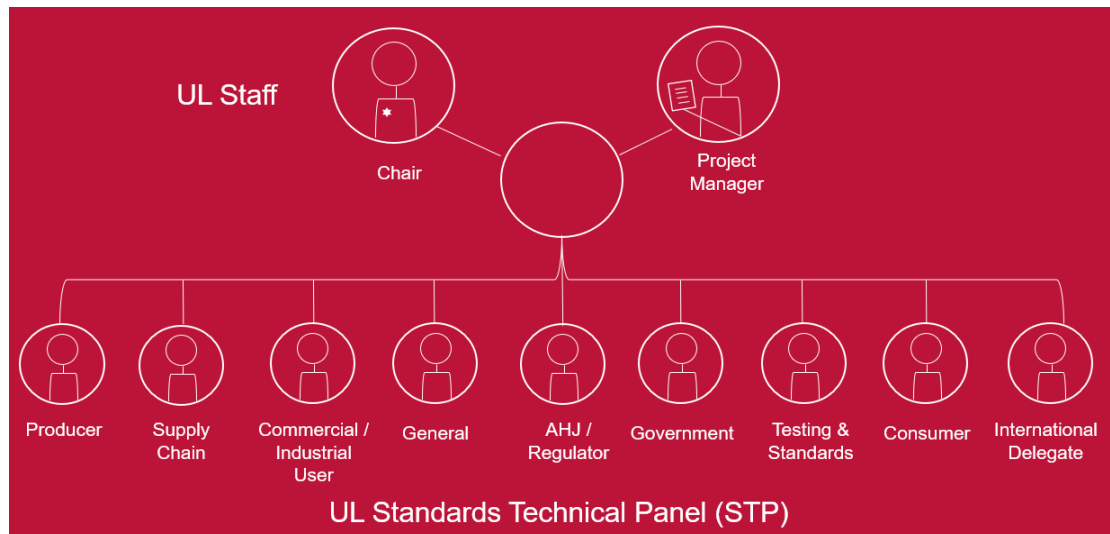 UL Staff
Chair
Project
Manager
Producer
Supply
Chain
Commercial /
Industrial
User
General
AHJ /
Regulator
Government
Testing &
Standards
Consumer
International
Delegate
UL Standards Technical Panel (STP)